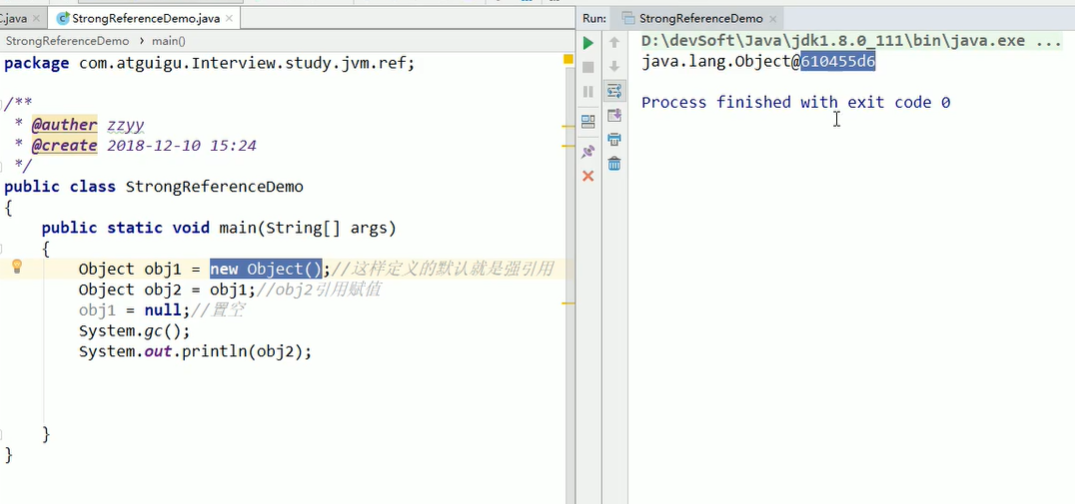 C.java
StrongReferenceDemo.java
Run: StrongReferenceDemo
StrongReferenceDemo › main()
package com.atguigu.Interview.study.jvm.ref;
/**
* @auther zzyy
* @create 2018-12-10 15:24
*/
public class StrongReferenceDemo
{
public static void main(String[] args)
{
Object obj1 = new Object();//这样定义的默认就是强引用
Object obj2 = obj1;//obj2引用赋值
obj1 = null;//置空
System.gc();
System.out.println(obj2);
}
}
D:\devSoft\Java\jdk1.8.0_111\bin\java.exe ...
java.lang.Object@610455d6
Process finished with exit code 0